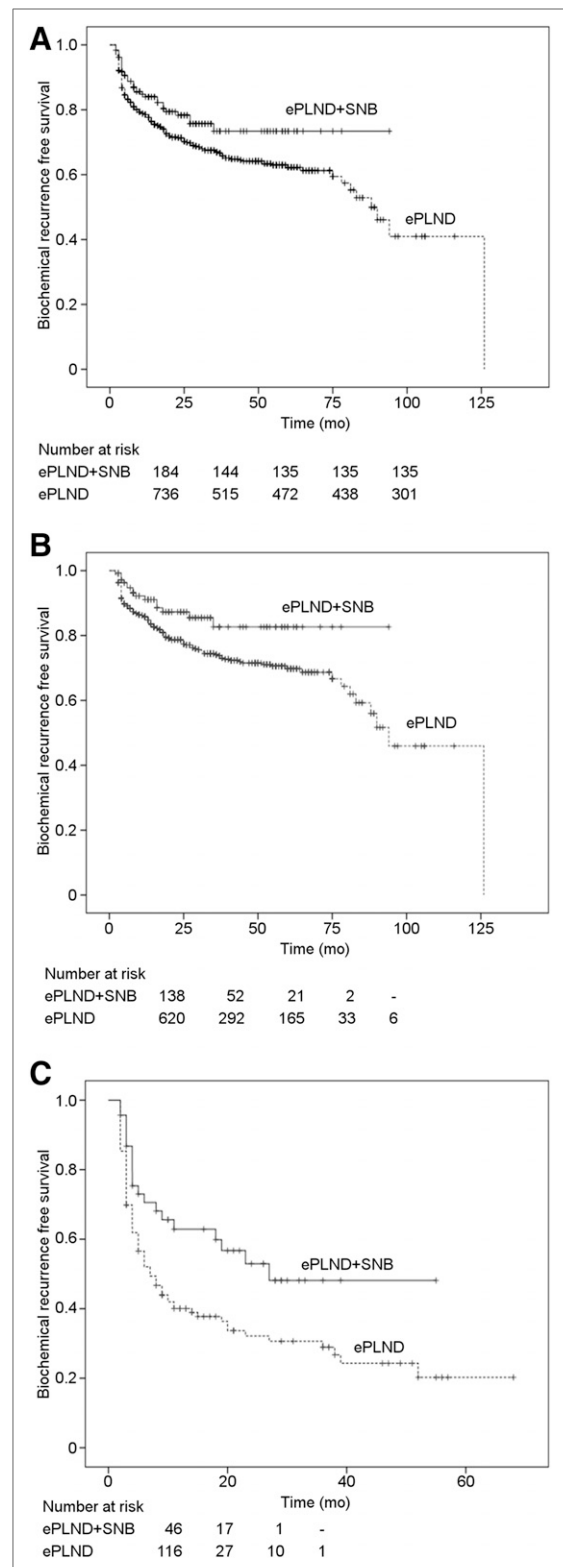 A
Biochemical recurrence free survival
1.0
0.8
0.6
0.4
0.2
0
ePLND+SNB
ePLND
0 25 50 75 100 125
Time (mo)
Number at risk
ePLND+SNB 184 144 135 135 135
ePLND 736 515 472 438 301
B
Biochemical recurrence free survival
1.0
0.8
0.6
0.4
0.2
0
ePLND+SNB
ePLND
0 25 50 75 100 125
Time (mo)
Number at risk
ePLND+SNB 138 52 21 2 -
ePLND 620 292 165 33 6
C
Biochemical recurrence free survival
1.0
0.8
0.6
0.4
0.2
0
ePLND+SNB
ePLND
0 20 40 60
Time (mo)
Number at risk
ePLND+SNB 46 17 1 -
ePLND 116 27 10 1